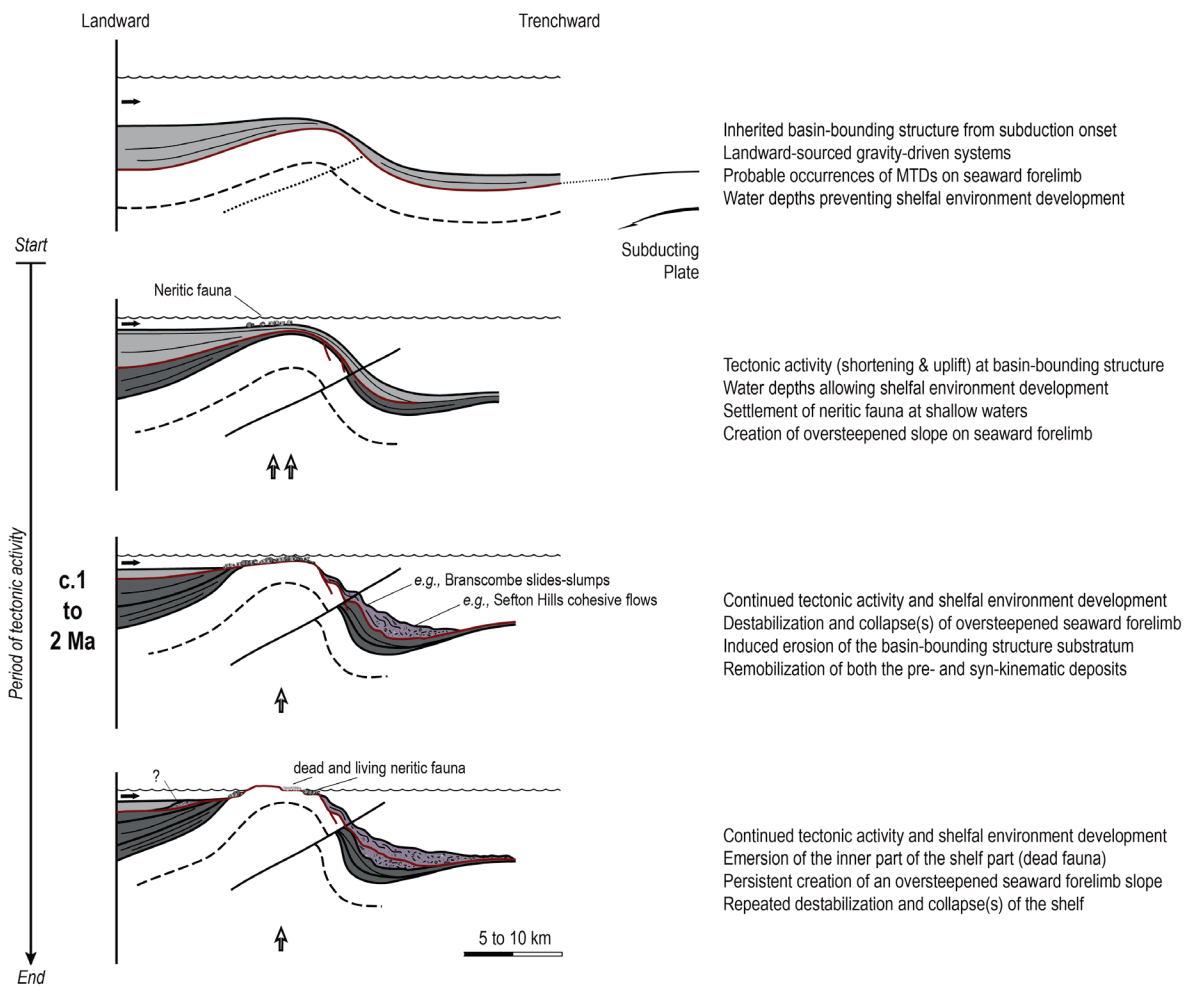 Landward
Trenchward
Inherited basin-bounding structure from subduction onset
Landward-sourced gravity-driven systems
Probable occurrences of MTDs on seaward forelimb
Water depths preventing shelfal environment development
Subducting
Plate
Start
Neritic fauna
Tectonic activity (shortening & uplift) at basin-bounding structure
Water depths allowing shelfal environment development
Settlement of neritic fauna at shallow waters
Creation of oversteepened slope on seaward forelimb
Period of tectonic activity
c.1
to
2 Ma
e.g., Branscombe slides-slumps
e.g., Sefton Hills cohesive flows
Continued tectonic activity and shelfal environment development
Destabilization and collapse(s) of oversteepened seaward forelimb
Induced erosion of the basin-bounding structure substratum
Remobilization of both the pre- and syn-kinematic deposits
?
dead and living neritic fauna
Continued tectonic activity and shelfal environment development
Emersion of the inner part of the shelf part (dead fauna)
Persistent creation of an oversteepened seaward forelimb slope
Repeated destabilization and collapse(s) of the shelf
5 to 10 km
End